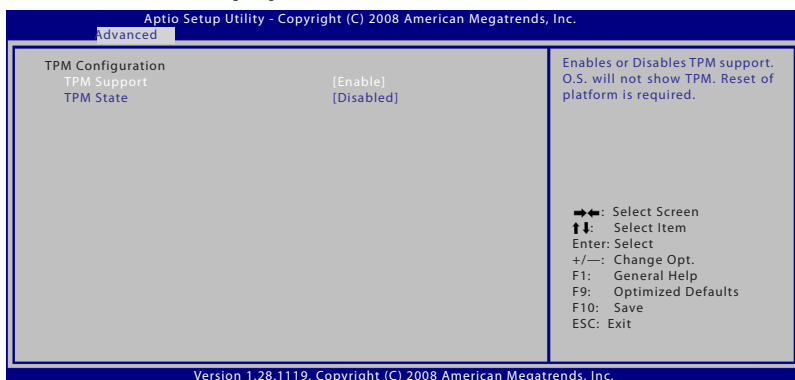 Aptio Setup Utility - Copyright (C) 2008 American Megatrends, Inc.
Advanced
TPM Configuration
TPM Support [Enable]
TPM State [Disabled]
Enables or Disables TPM support.
O.S. will not show TPM. Reset of
platform is required.
→←: Select Screen
↑↓: Select Item
Enter: Select
+/—: Change Opt.
F1: General Help
F9: Optimized Defaults
F10: Save
ESC: Exit
Version 1.28.1119. Copyright (C) 2008 American Megatrends, Inc.